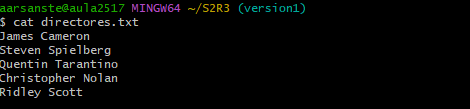 aarsanste@aula2517 MINGW64 ~/S2R3 (version1)
$ cat directores.txt
James Cameron
Steven Spielberg
Quentin Tarantino
Christopher Nolan
Ridley Scott